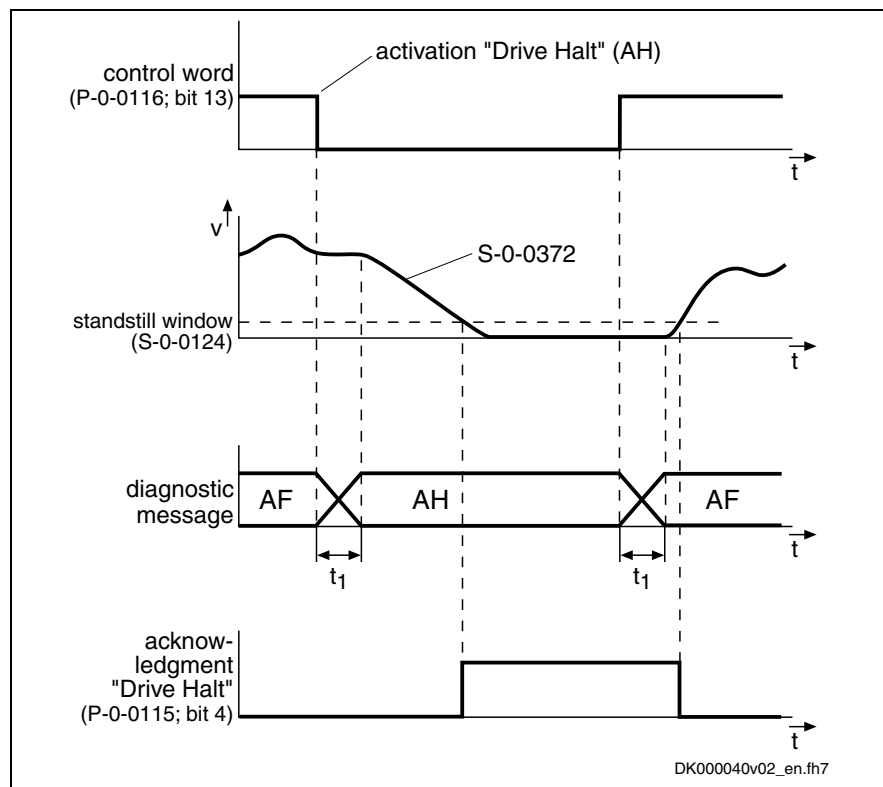 activation "Drive Halt" (AH)
control word
(P-0-0116; bit 13)
t
v
S-0-0372
standstill window
(S-0-0124)
t
diagnostic
message
AF
AH
AF
t
t1
t1
acknow-
ledgment
"Drive Halt"
(P-0-0115; bit 4)
t
DK000040v02_en.fh7